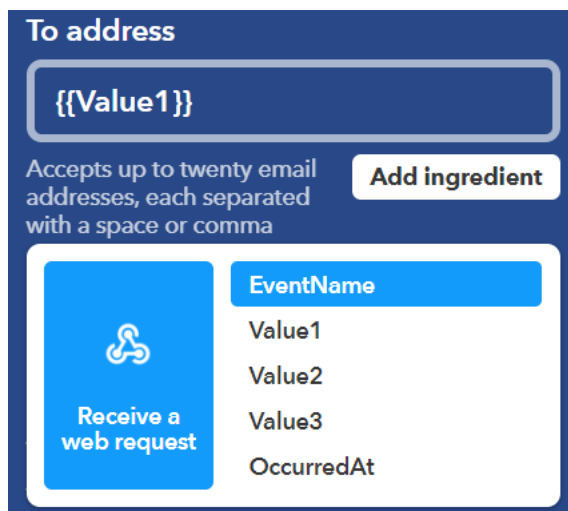 To address
{{Value1}}
Accepts up to twenty email
addresses, each separated
with a space or comma
Add ingredient
Receive a
web request
EventName
Value1
Value2
Value3
OccurredAt